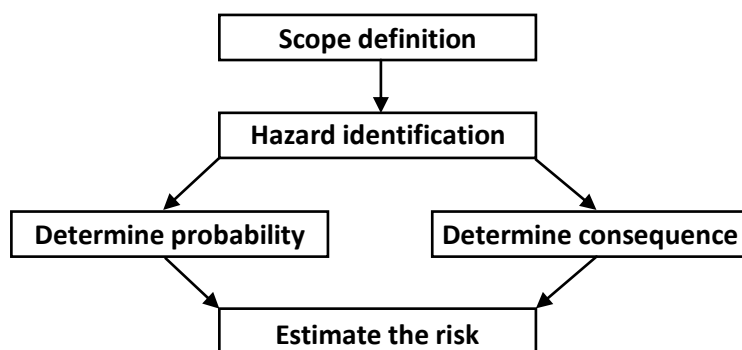 Scope definition
Hazard identification
Determine probability
Determine consequence
Estimate the risk